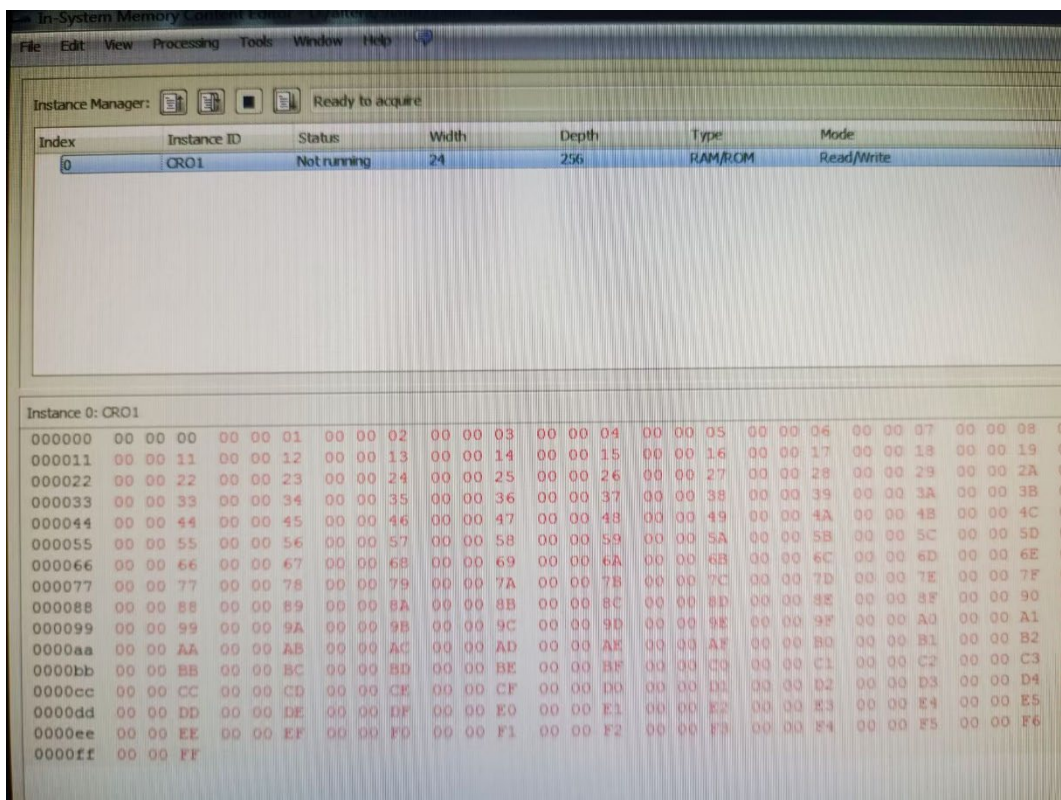 In-System Memory Content Editor -
File Edit View Processing Tools Window Help
Instance Manager: Ready to acquire
Index Instance ID Status Width Depth Type Mode
0 CRO1 Not running 24 256 RAM/ROM Read/Write
Instance 0: CRO1
000000 00 00 00 00 00 01 00 00 02 00 00 03 00 00 04 00 00 05 00 00 06 00 00 07 00 00 08
000011 00 00 11 00 00 12 00 00 13 00 00 14 00 00 15 00 00 16 00 00 17 00 00 18 00 00 19
000022 00 00 22 00 00 23 00 00 24 00 00 25 00 00 26 00 00 27 00 00 28 00 00 29 00 00 2A
000033 00 00 33 00 00 34 00 00 35 00 00 36 00 00 37 00 00 38 00 00 39 00 00 3A 00 00 3B
000044 00 00 44 00 00 45 00 00 46 00 00 47 00 00 48 00 00 49 00 00 4A 00 00 4B 00 00 4C
000055 00 00 55 00 00 56 00 00 57 00 00 58 00 00 59 00 00 5A 00 00 5B 00 00 5C 00 00 5D
000066 00 00 66 00 00 67 00 00 68 00 00 69 00 00 6A 00 00 6B 00 00 6C 00 00 6D 00 00 6E
000077 00 00 77 00 00 78 00 00 79 00 00 7A 00 00 7B 00 00 7C 00 00 7D 00 00 7E 00 00 7F
000088 00 00 88 00 00 89 00 00 8A 00 00 8B 00 00 8C 00 00 8D 00 00 8E 00 00 8F 00 00 90
000099 00 00 99 00 00 9A 00 00 9B 00 00 9C 00 00 9D 00 00 9E 00 00 9F 00 00 A0 00 00 A1
0000aa 00 00 AA 00 00 AB 00 00 AC 00 00 AD 00 00 AE 00 00 AF 00 00 B0 00 00 B1 00 00 B2
0000bb 00 00 BB 00 00 BC 00 00 BD 00 00 BE 00 00 BF 00 00 C0 00 00 C1 00 00 C2 00 00 C3
0000cc 00 00 CC 00 00 CD 00 00 CE 00 00 CF 00 00 D0 00 00 D1 00 00 D2 00 00 D3 00 00 D4
0000dd 00 00 DD 00 00 DE 00 00 DF 00 00 E0 00 00 E1 00 00 E2 00 00 E3 00 00 E4 00 00 E5
0000ee 00 00 EE 00 00 EF 00 00 F0 00 00 F1 00 00 F2 00 00 F3 00 00 F4 00 00 F5 00 00 F6
0000ff 00 00 FF